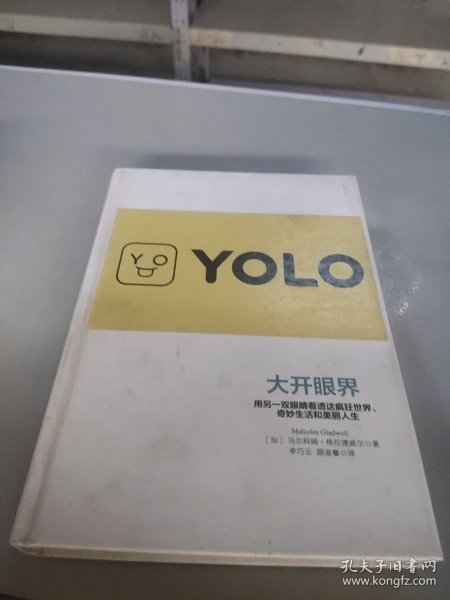 Y O
YOLO
大开眼界
用另一双眼睛看透这疯狂世界、
奇妙生活和美丽人生
Malcolm Gladwell
[加] 马尔科姆·格拉德威尔◎著
李巧云 顾淑馨◎译
孔夫子旧书网
www.kongfz.com